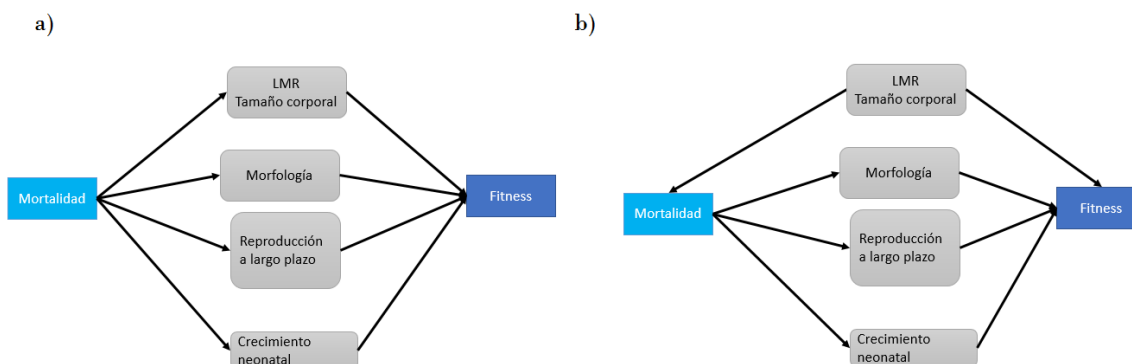 a)
LMR
Tamaño corporal
Morfología
Mortalidad
Fitness
Reproducción
a largo plazo
Crecimiento
neonatal
b)
LMR
Tamaño corporal
Morfología
Mortalidad
Fitness
Reproducción
a largo plazo
Crecimiento
neonatal